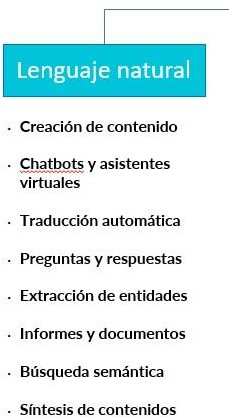 Lenguaje natural
· Creación de contenido
· Chatbots y asistentes
virtuales
· Traducción automática
· Preguntas y respuestas
· Extracción de entidades
· Informes y documentos
· Búsqueda semántica
· Síntesis de contenidos